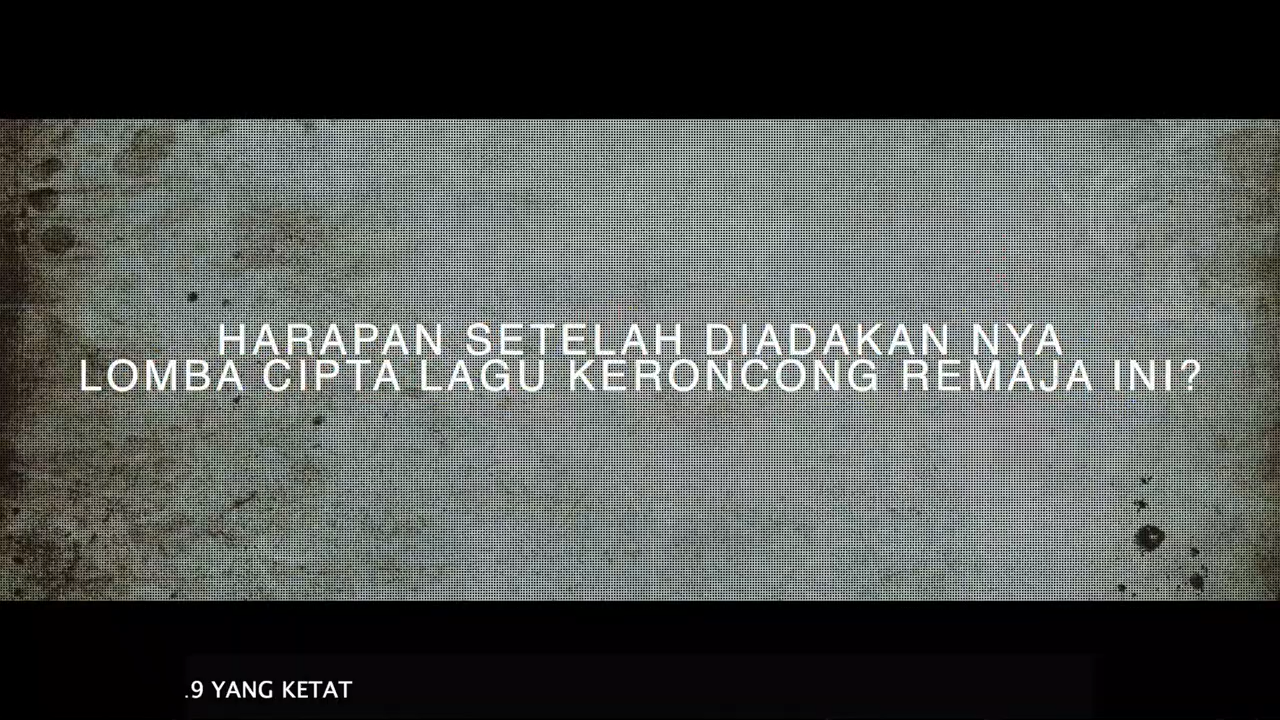 HARAPAN SETELAH DIADAKAN NYA
LOMBA CIPTA LAGU KERONCONG REMAJA INI?
.9 YANG KETAT